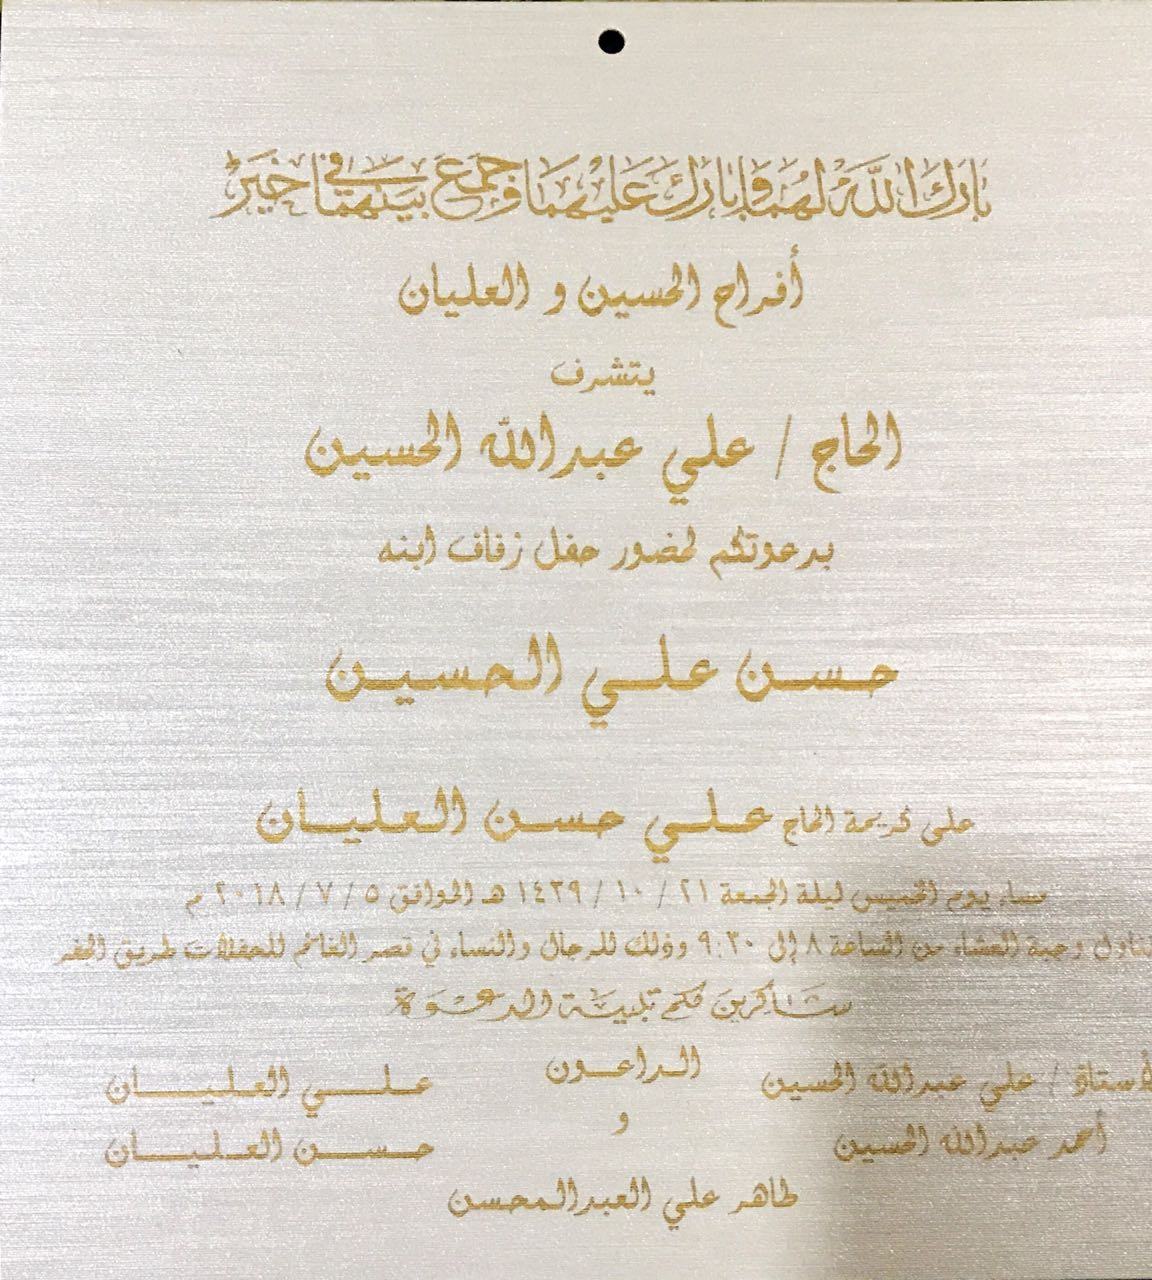 بارك الله لهما وبارك عليهما وجمع بينهما في خير
أفراح الحسين و العليان
يتشرف
الحاج / علي عبدالله الحسين
بدعوتكم لحضور حفل زفاف ابنه
حسن علي الحسين
على كريمة الحاج علي حسن العليان
مساء يوم الخميس ليلة الجمعة ٢١ / ١٠ / ١٤٣٩ هـ الموافق ٥ / ٧ / ٢٠١٨ م
وجبة العشاء من الساعة ٨ إلى ٩:٣٠ وذلك للرجال والنساء في قصر الغانم للحفلات طريق العقر
شاكرين لكم تلبية الدعوة
الداعون
الأستاذ / علي عبدالله الحسين
علي العليان
و
أحمد عبدالله الحسين
حسن العليان
طاهر علي العبدالمحسن